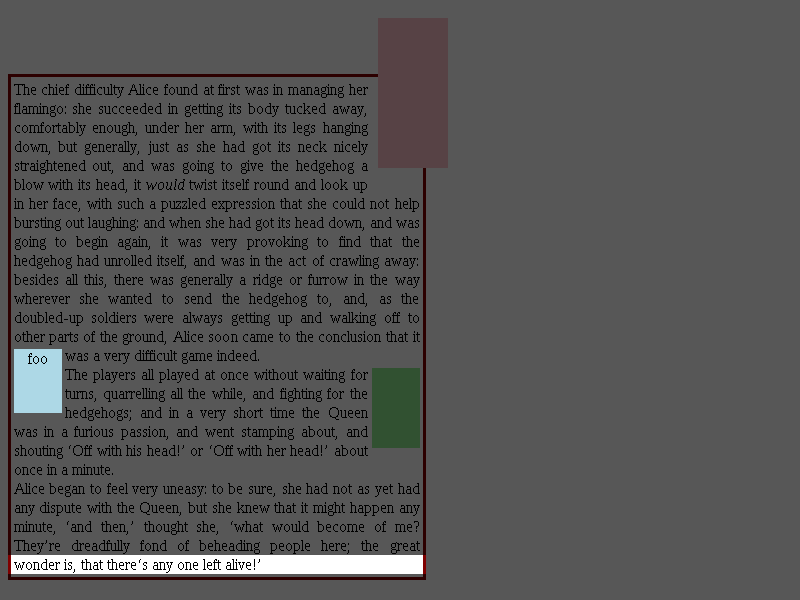 The chief difficulty Alice found at first was in managing her
flamingo: she succeeded in getting its body tucked away,
comfortably enough, under her arm, with its legs hanging
down, but generally, just as she had got its neck nicely
straightened out, and was going to give the hedgehog a
blow with its head, it would twist itself round and look up
in her face, with such a puzzled expression that she could not help
bursting out laughing: and when she had got its head down, and was
going to begin again, it was very provoking to find that the
hedgehog had unrolled itself, and was in the act of crawling away:
besides all this, there was generally a ridge or furrow in the way
wherever she wanted to send the hedgehog to, and, as the
doubled-up soldiers were always getting up and walking off to
other parts of the ground, Alice soon came to the conclusion that it
was a very difficult game indeed.
foo
The players all played at once without waiting for
turns, quarrelling all the while, and fighting for the
hedgehogs; and in a very short time the Queen
was in a furious passion, and went stamping about, and
shouting ‘Off with his head!’ or ‘Off with her head!’ about
once in a minute.
Alice began to feel very uneasy: to be sure, she had not as yet had
any dispute with the Queen, but she knew that it might happen any
minute, ‘and then,’ thought she, ‘what would become of me?
They’re dreadfully fond of beheading people here; the great
wonder is, that there‘s any one left alive!’